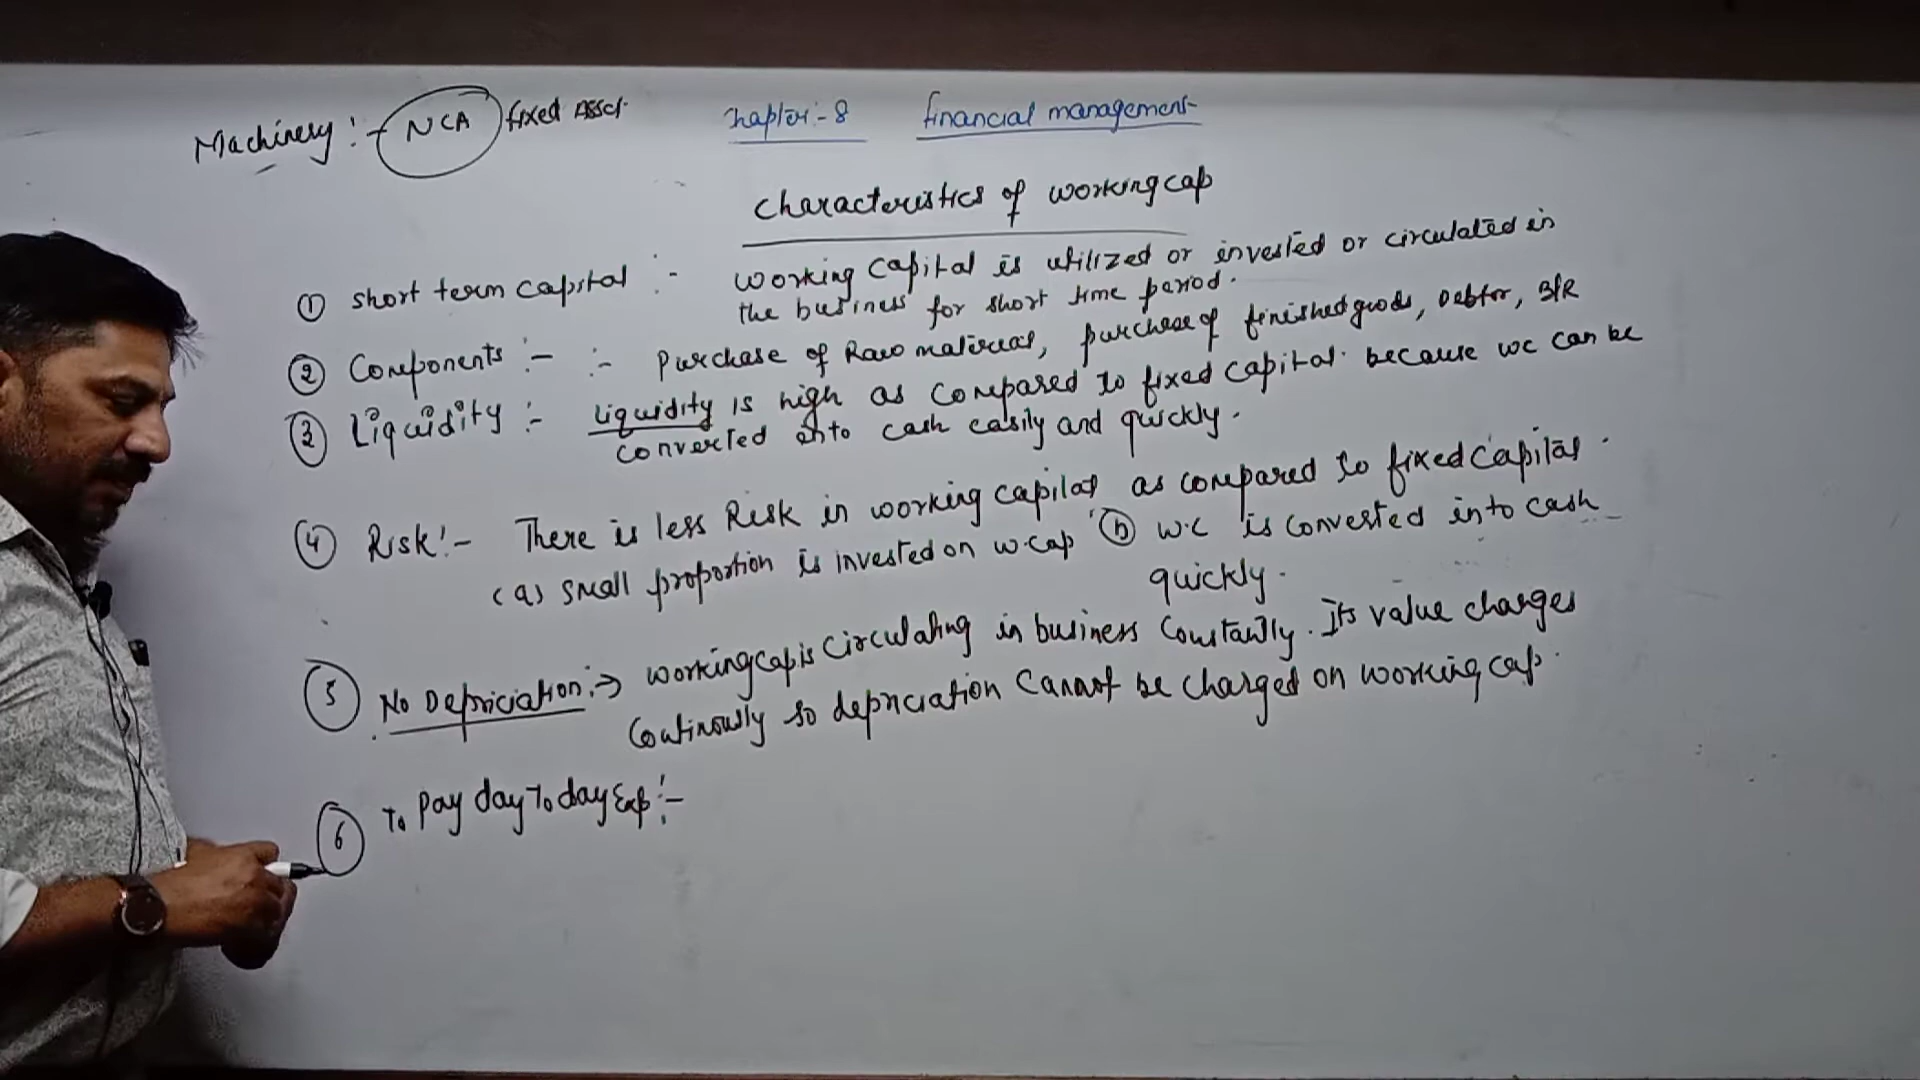 Machinery :- NCA fixed Asset
Chapter:- 8 financial management
Characteristics of working cap
① short term capital :- working capital is utilized or invested or circulated in
the business for short time period.
② Components :- :- Purchase of Raw material, purchase of finished goods, Debtor, B/R
③ Liquidity :- Liquidity is high as compared to fixed capital. because we can be
converted into cash easily and quickly.
④ Risk :- There is less Risk in working capital as compared to fixed capital.
(a) small proportion is invested on w.cap ⓑ w.c is converted into cash
quickly.
⑤ No Depriciation :→ working cap is circulating in business constantly. Its value changes
continously so depriciation cannot be charged on working cap.
⑥ To Pay day To day Exp :-